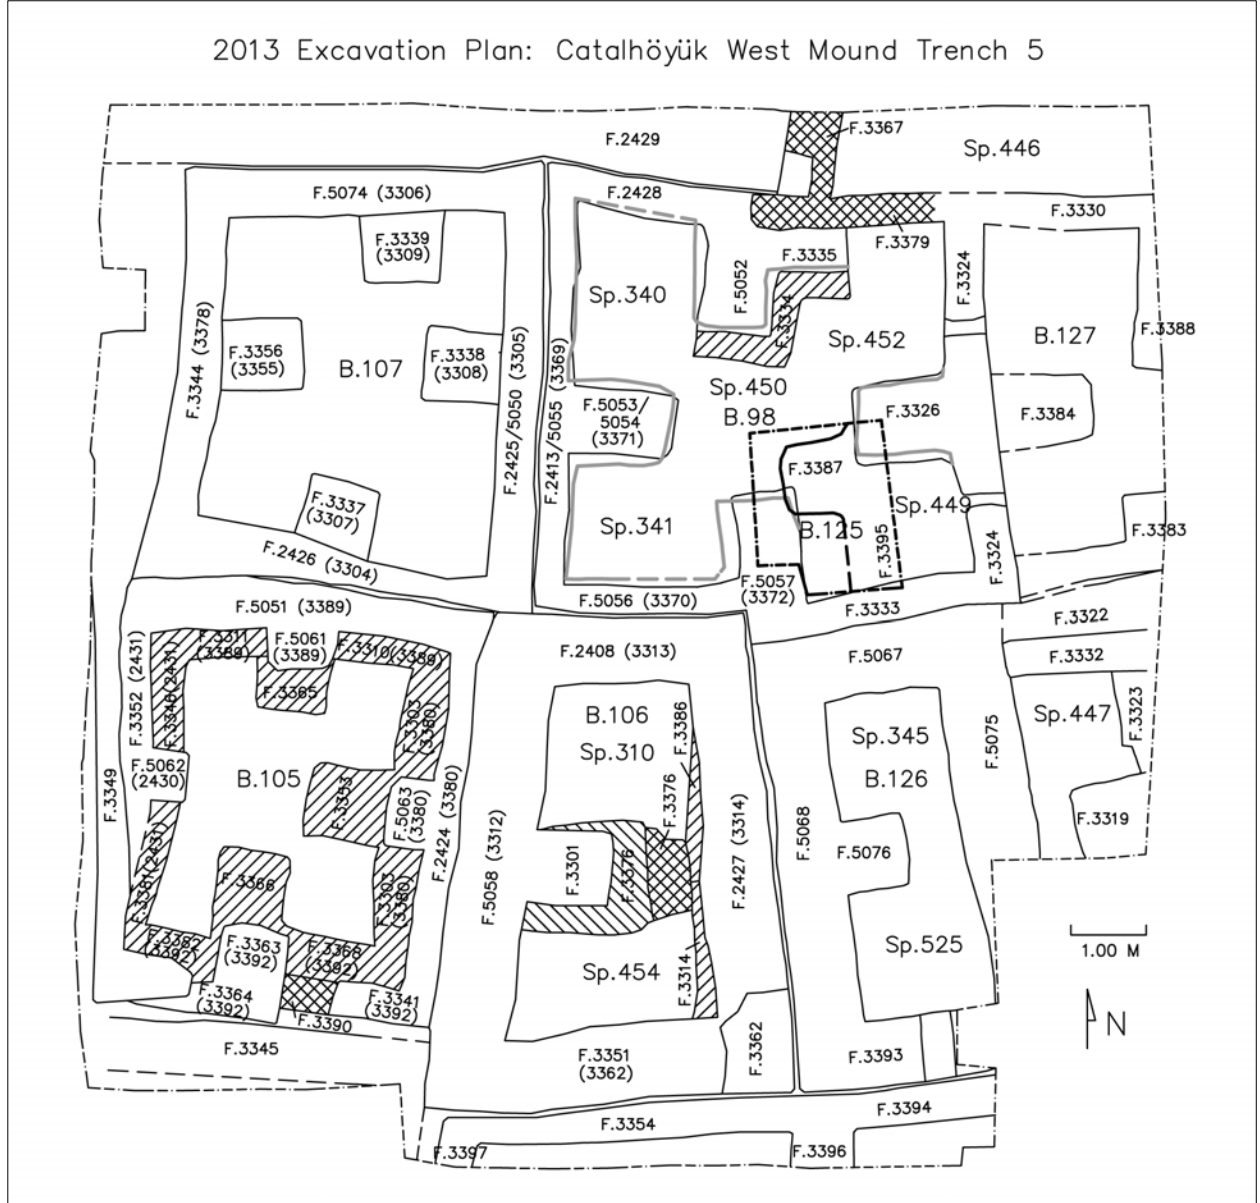 2013 Excavation Plan: Catalhöyük West Mound Trench 5
F.2429
F.3367
Sp.446
F.5074 (3306)
F.2428
F.3330
F.3339
(3309)
F.3335
F.3379
F.5052
F.3324
Sp.340
F.3334
F.3344 (3378)
F.3356
(3355)
B.107
F.3338
(3308)
F.2425/5050 (3305)
F.2413/5055 (3369)
Sp.452
B.127
F.3388
Sp.450
B.98
F.5053/
5054
(3371)
F.3326
F.3384
F.3387
F.3337
(3307)
Sp.341
Sp.449
B.125
F.3395
F.3324
F.3383
F.2426 (3304)
F.5057
(3372)
F.5051 (3389)
F.5056 (3370)
F.3333
F.3322
F.3311
(3389)
F.5061
(3389)
F.3310(3389)
F.2408 (3313)
F.5067
F.3332
F.3352 (2431)
F.3346(2431)
F.3365
F.3303
(3380)
B.106
Sp.310
F.3386
Sp.345
B.126
F.5075
Sp.447
F.3323
F.5062
(2430)
B.105
F.3353
F.5063
(3380)
F.2424 (3380)
F.3376
F.3349
F.5058 (3312)
F.3301
F.3376
F.2427 (3314)
F.5068
F.5076
F.3319
F.3381(2431)
F.3366
F.3303
(3380)
F.3382
(3392)
F.3363
(3392)
F.3368
(3392)
Sp.454
F.3314
Sp.525
1.00 M
F.3364
(3392)
F.3390
F.3341
(3392)
N
F.3345
F.3351
(3362)
F.3362
F.3393
F.3354
F.3394
F.3397
F.3396